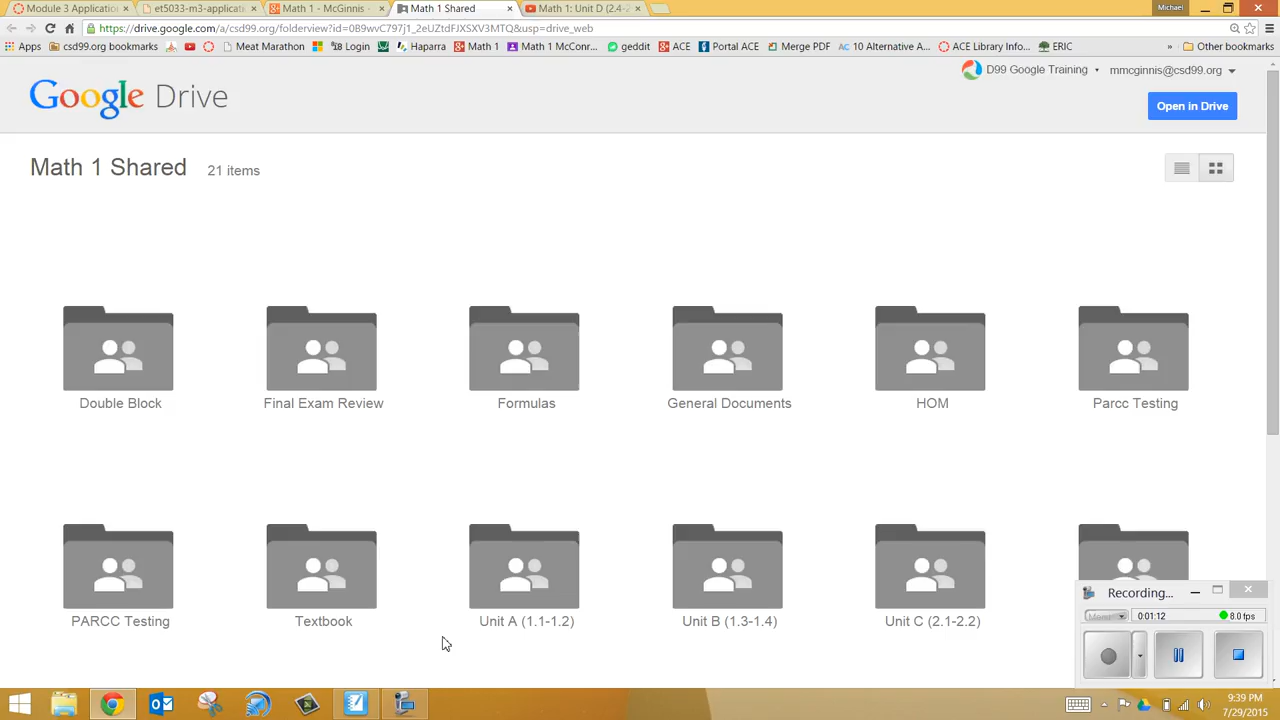 Module 3 Applicatio
et5033-m3-applicati
Math 1 - McGinnis
Math 1 Shared
Math 1: Unit D (2.4-2
Michael
https://drive.google.com/a/csd99.org/folderview?id=0B9wvC797j1_2eUZtdFJXSXV3MTQ&usp=drive_web
Apps
csd99.org bookmarks
Meat Marathon
Login
Haparra
Math 1
Math 1 McConr...
geddit
ACE
Portal ACE
Merge PDF
10 Alternative A...
ACE Library Info...
ERIC
»
Other bookmarks
D99 Google Training
mmcginnis@csd99.org
Google Drive
Open in Drive
Math 1 Shared
21 items
Double Block
Final Exam Review
Formulas
General Documents
HOM
Parcc Testing
PARCC Testing
Textbook
Unit A (1.1-1.2)
Unit B (1.3-1.4)
Unit C (2.1-2.2)
Recording...
Menu
0:01:12
8.0 fps
9:39 PM
7/29/2015